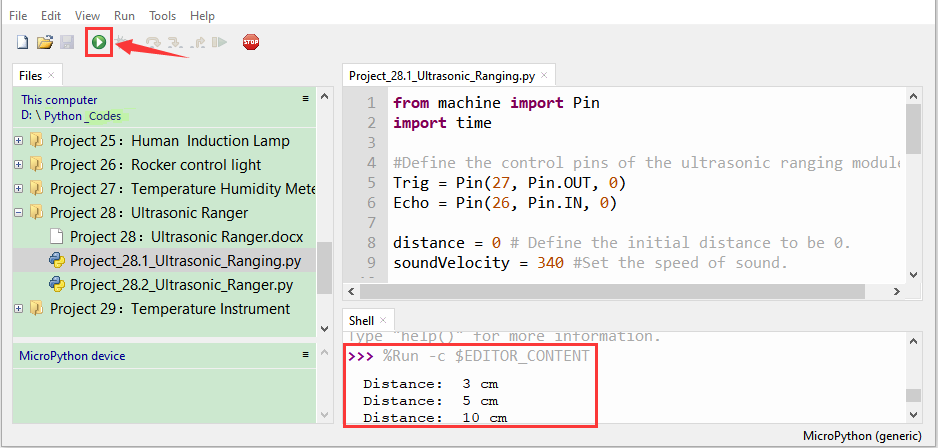 File Edit View Run Tools Help
STOP
Files ×
This computer ≡
D: \ Python _Codes
Project 25：Human Induction Lamp
Project 26：Rocker control light
Project 27：Temperature Humidity Mete
Project 28：Ultrasonic Ranger
Project 28：Ultrasonic Ranger.docx
Project_28.1_Ultrasonic_Ranging.py
Project_28.2_Ultrasonic_Ranger.py
Project 29：Temperature Instrument
MicroPython device ≡
Project_28.1_Ultrasonic_Ranging.py ×
1 from machine import Pin
2 import time
3
4 #Define the control pins of the ultrasonic ranging module
5 Trig = Pin(27, Pin.OUT, 0)
6 Echo = Pin(26, Pin.IN, 0)
7
8 distance = 0 # Define the initial distance to be 0.
9 soundVelocity = 340 #Set the speed of sound.
Shell ×
Type "help()" for more information.
>>> %Run -c $EDITOR_CONTENT
Distance: 3 cm
Distance: 5 cm
Distance: 10 cm
MicroPython (generic)